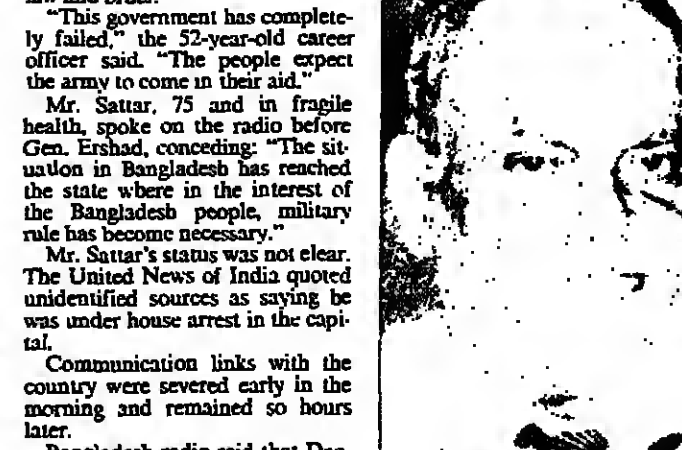 law and order.
“This government has complete-
ly failed,” the 52-year-old career
officer said. “The people expect
the army to come in their aid.”
Mr. Sattar, 75 and in fragile
health, spoke on the radio before
Gen. Ershad, conceding: “The sit-
uation in Bangladesh has reached
the state where in the interest of
the Bangladesh people, military
rule has become necessary.”
Mr. Sattar’s status was not clear.
The United News of India quoted
unidentified sources as saying he
was under house arrest in the capi-
tal.
Communication links with the
country were severed early in the
morning and remained so hours
later.
Bangladesh radio said that